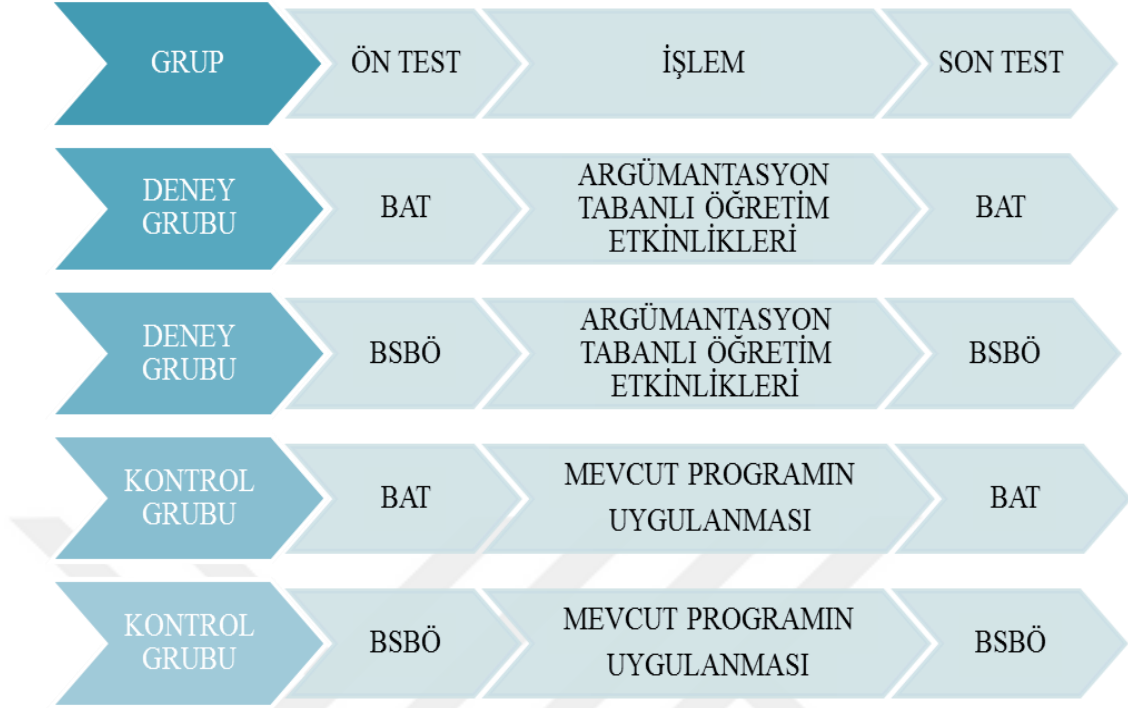 GRUP
ÖN TEST
İŞLEM
SON TEST
DENEY
GRUBU
BAT
ARGÜMANTASYON
TABANLI ÖĞRETİM
ETKİNLİKLERİ
BAT
DENEY
GRUBU
BSBÖ
ARGÜMANTASYON
TABANLI ÖĞRETİM
ETKİNLİKLERİ
BSBÖ
KONTROL
GRUBU
BAT
MEVCUT PROGRAMIN
UYGULANMASI
BAT
KONTROL
GRUBU
BSBÖ
MEVCUT PROGRAMIN
UYGULANMASI
BSBÖ